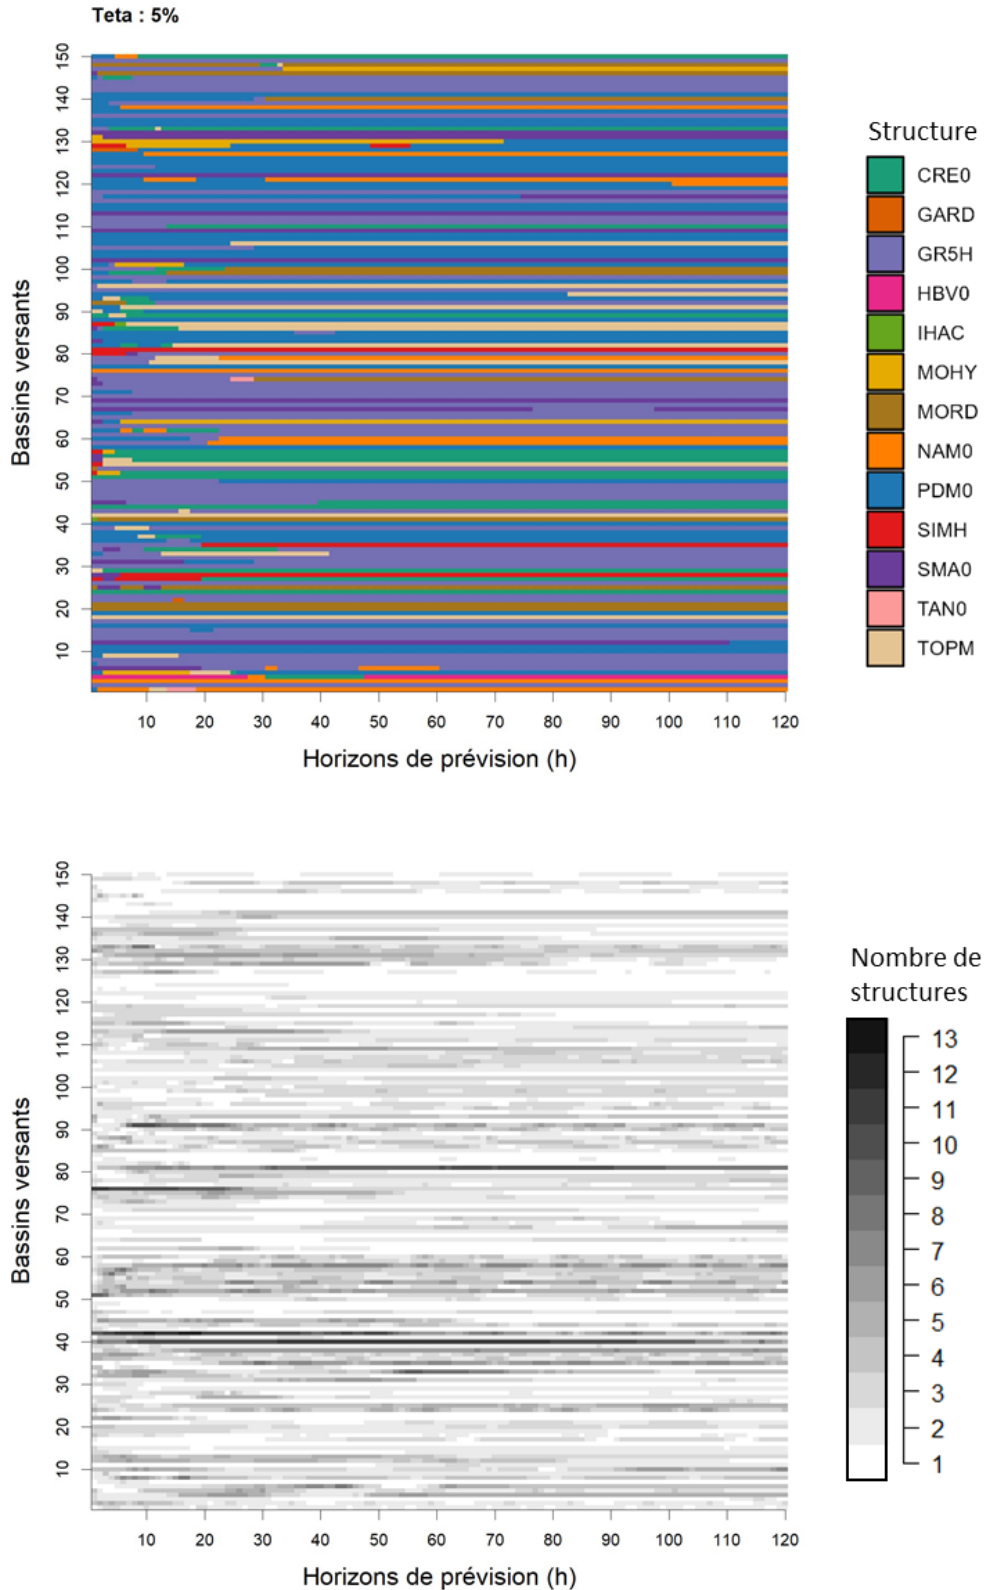 Teta : 5%
150
140
130
120
110
100
90
80
70
60
50
40
30
20
10
Bassins versants
10 20 30 40 50 60 70 80 90 100 110 120
Horizons de prévision (h)
Structure
CRE0
GARD
GR5H
HBV0
IHAC
MOHY
MORD
NAM0
PDM0
SIMH
SMA0
TAN0
TOPM
150
140
130
120
110
100
90
80
70
60
50
40
30
20
10
Bassins versants
10 20 30 40 50 60 70 80 90 100 110 120
Horizons de prévision (h)
Nombre de
structures
13
12
11
10
9
8
7
6
5
4
3
2
1